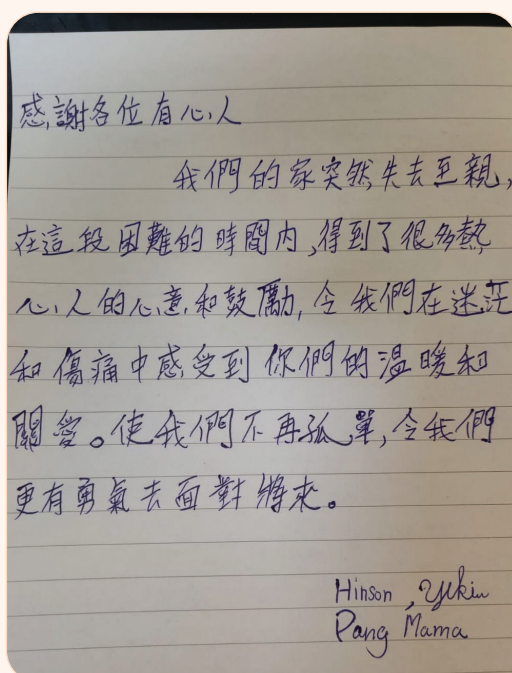 感謝各位有心人
我們的家突然失去至親,
在這段困難的時間內,得到了很多熱
心人的心意和鼓勵,令我們在迷茫
和傷痛中感受到你們的溫暖和
關愛。使我們不再孤單,令我們
更有勇氣去面對將來。
Hinson , Yukiu
Pang Mama